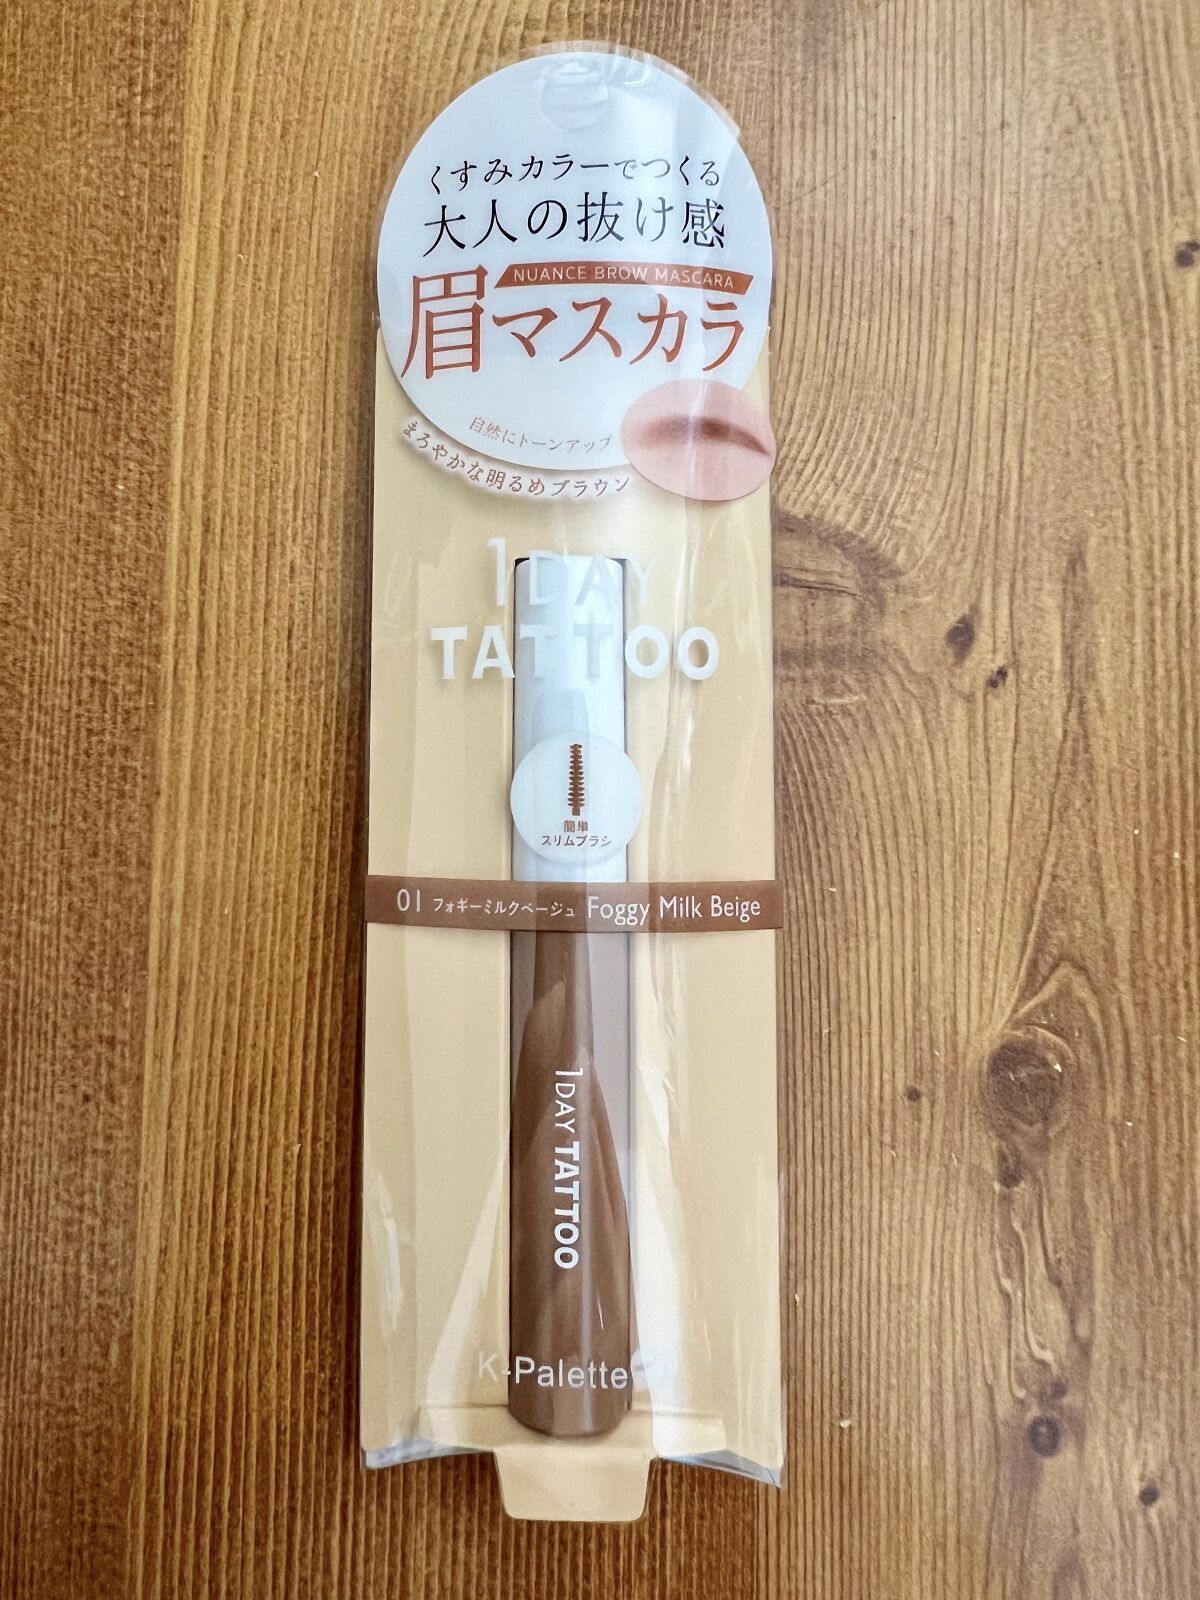 くすみカラーでつくる
大人の抜け感
NUANCE BROW MASCARA
眉マスカラ
自然にトーンアップ
まろやかな明るめブラウン
1DAY
TATTOO
簡単
スリムブラシ
01 フォギーミルクベージュ Foggy Milk Beige
1DAY TATTOO
K-Palette